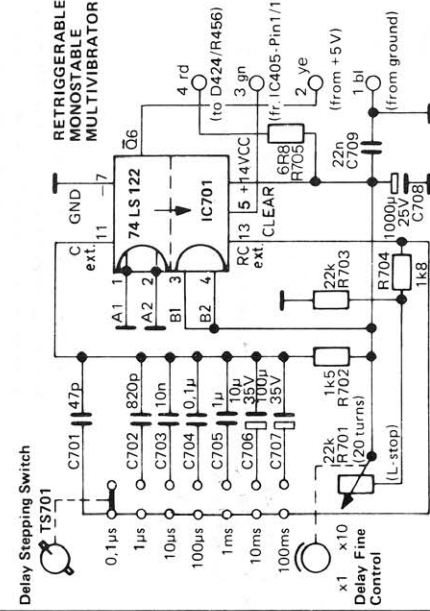 Delay Stepping Switch
TS701
0,1µs
1µs
10µs
100µs
1ms
10ms
100ms
C701
47p
C702
820p
C703
10n
C704
0,1µ
C705
1µ
C706
10µ
35V
C707
100µ
35V
x1
x10
Delay Fine
Control
22k
R701
(20 turns)
(L-stop)
1k5
R702
22k
R703
R704
1k8
C
ext.
11
GND
7
Q6
A1
1
A2
2
B1
3
B2
4
74 LS 122
IC701
RC
ext.
13
5
CLEAR
+14VCC
RETRIGGERABLE
MONOSTABLE
MULTIVIBRATOR
4 rd
(to D424/R456)
3 gn
(fr. IC405-Pin1/1
2 ye
(from +5V)
1 bl
(from ground)
6R8
R705
22n
C709
1000µ
25V
C708